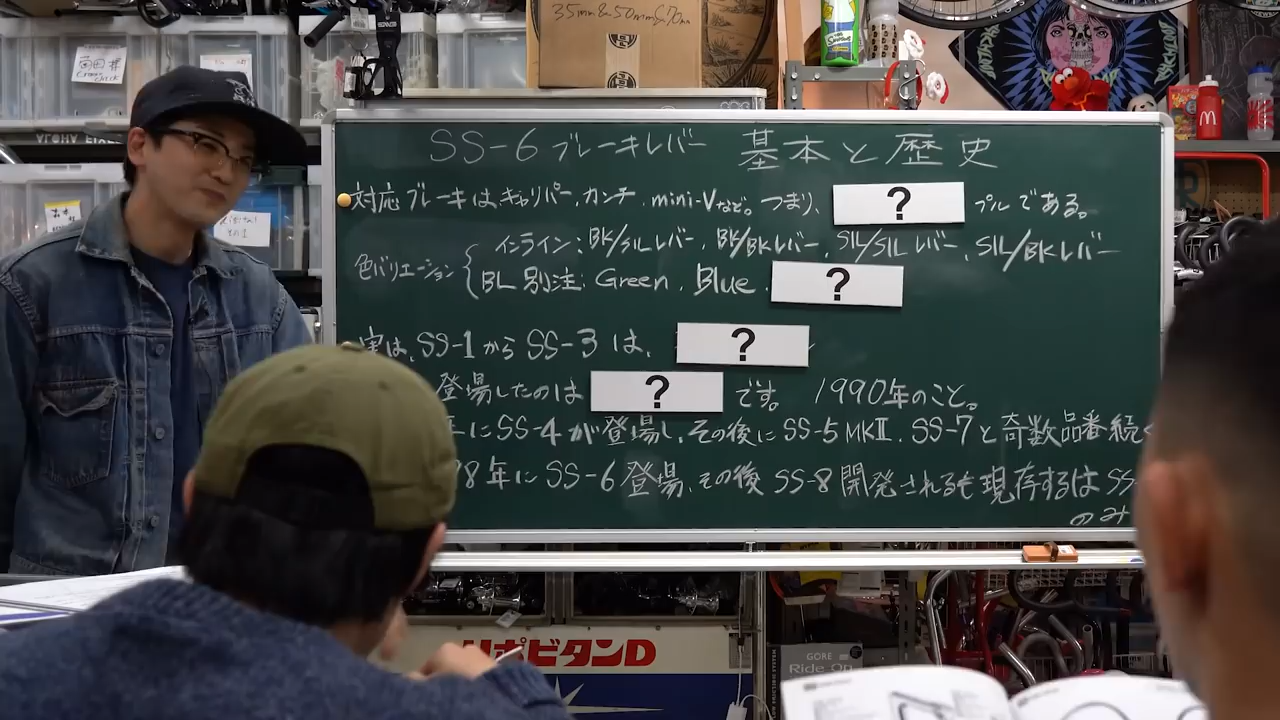 35mm&50mm&70mm
SS-6 ブレーキレバー 基本と歴史
対応ブレーキは、キャリパー、カンチ、mini-Vなど。つまり、 ? プルである。
色バリエーション
インライン:BK/SILレバー、BK/BKレバー、SIL/SILレバー、SIL/BKレバー
BL別注:Green、Blue、 ?
実は、SS-1からSS-3は、 ?
登場したのは ? です。 1990年のこと。
年にSS-4が登場し、その後にSS-5MKⅡ、SS-7と奇数品番続く
8年にSS-6登場、その後SS-8開発されるも現存するはSS-
のみ
リポビタンD
GORE
Ride On